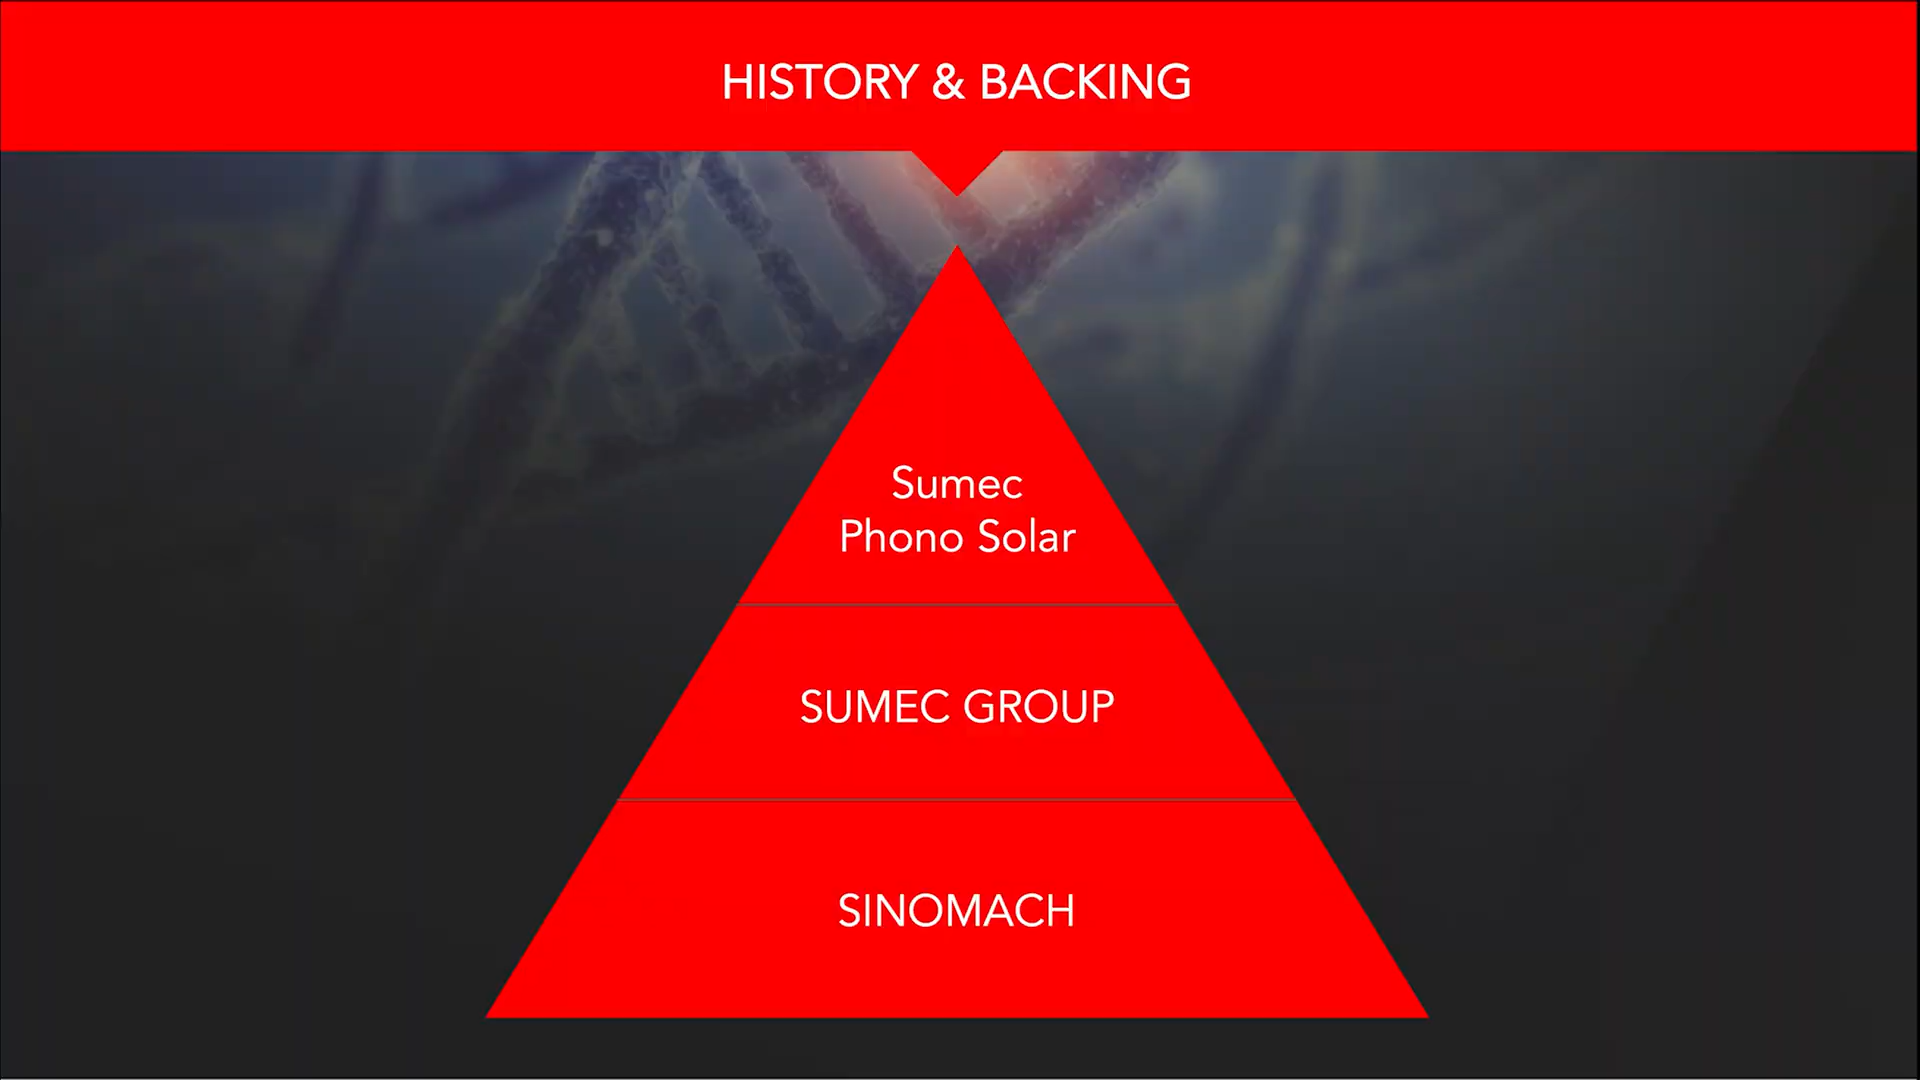 HISTORY & BACKING
Sumec
Phono Solar
SUMEC GROUP
SINOMACH